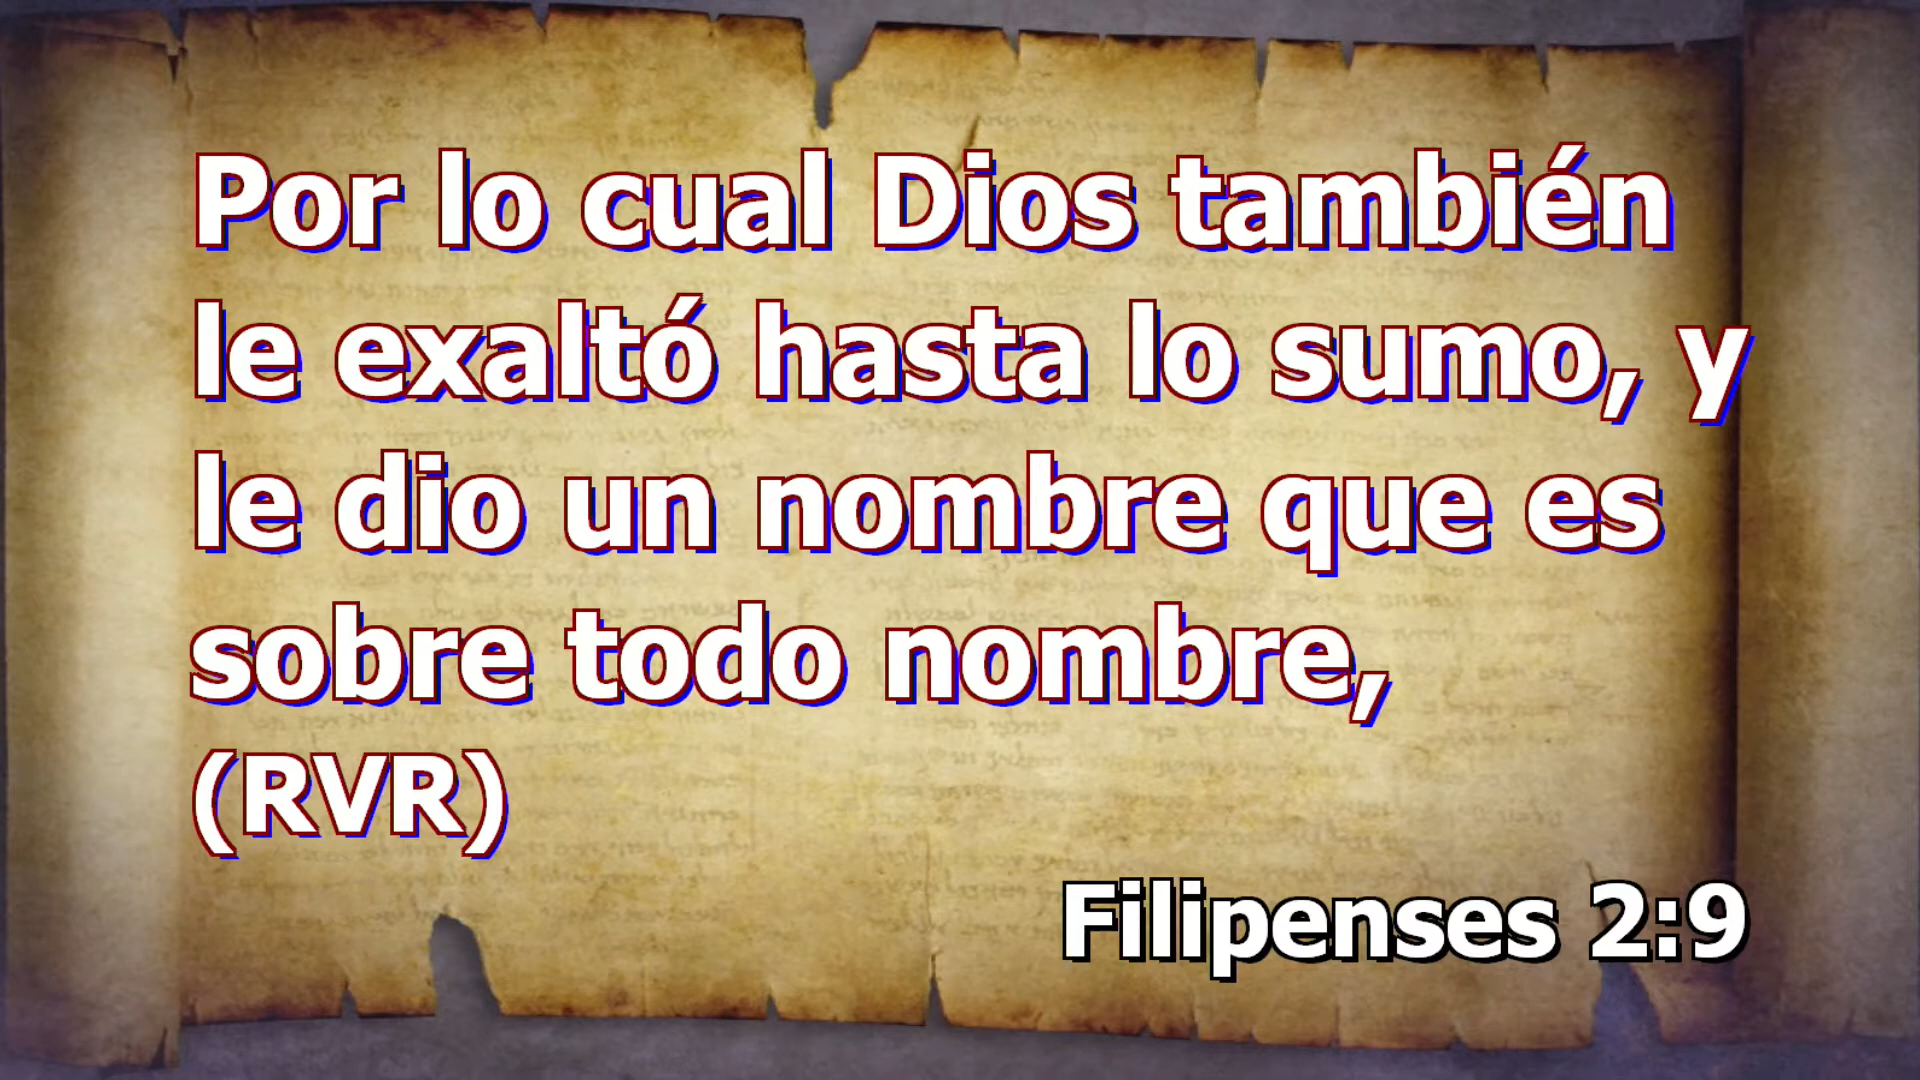 Por lo cual Dios también
le exaltó hasta lo sumo, y
le dio un nombre que es
sobre todo nombre,
(RVR)
Filipenses 2:9